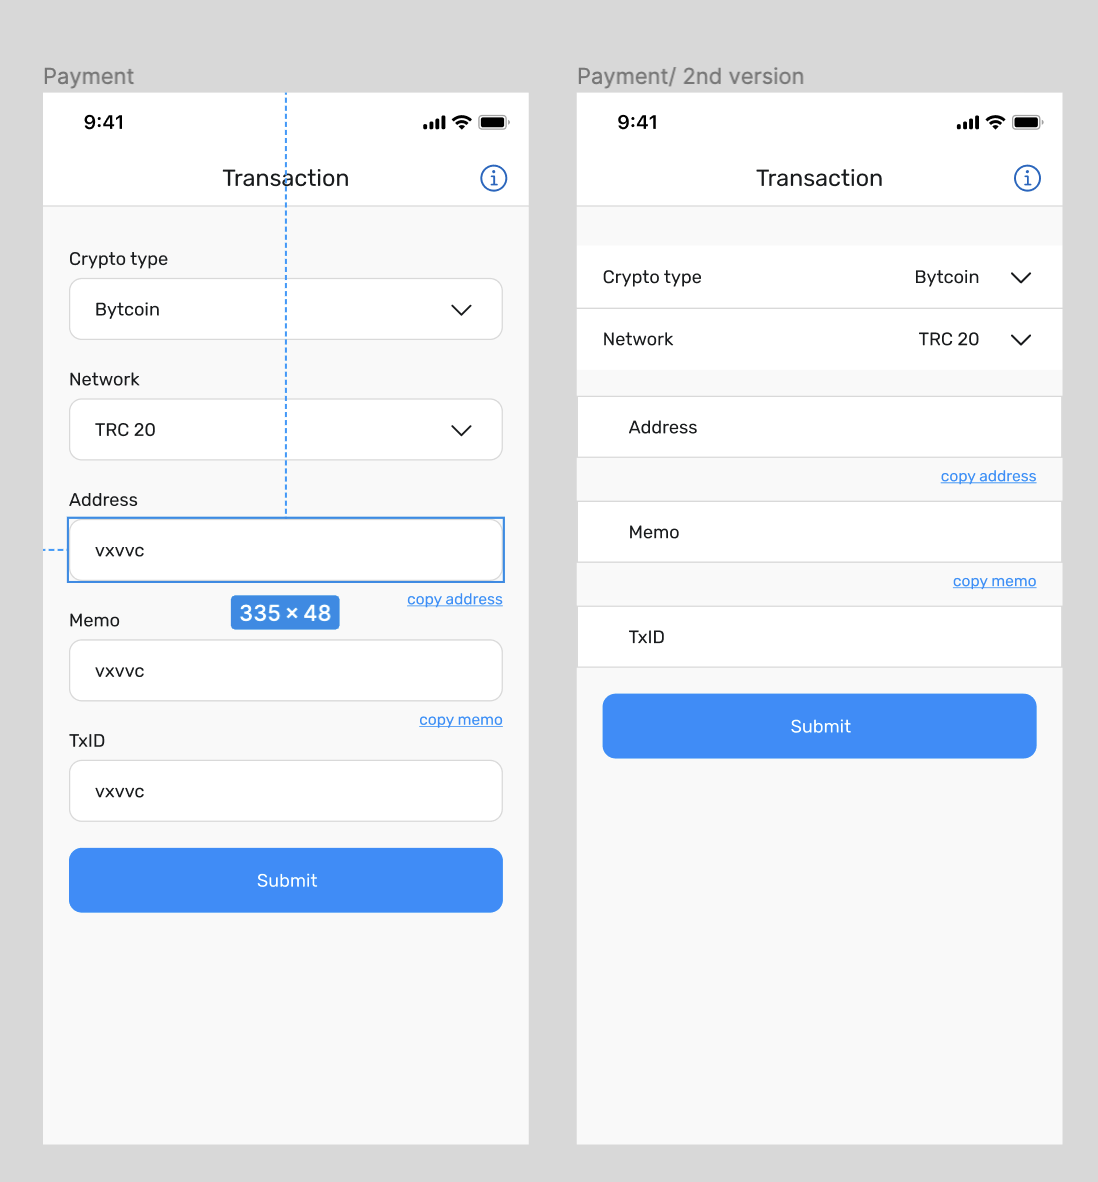 Payment
9:41
Transaction
Crypto type
Bytcoin
Network
TRC 20
Address
vxvvc
copy address
335 × 48
Memo
vxvvc
copy memo
TxID
vxvvc
Submit
Payment/ 2nd version
9:41
Transaction
Crypto type Bytcoin
Network TRC 20
Address
copy address
Memo
copy memo
TxID
Submit